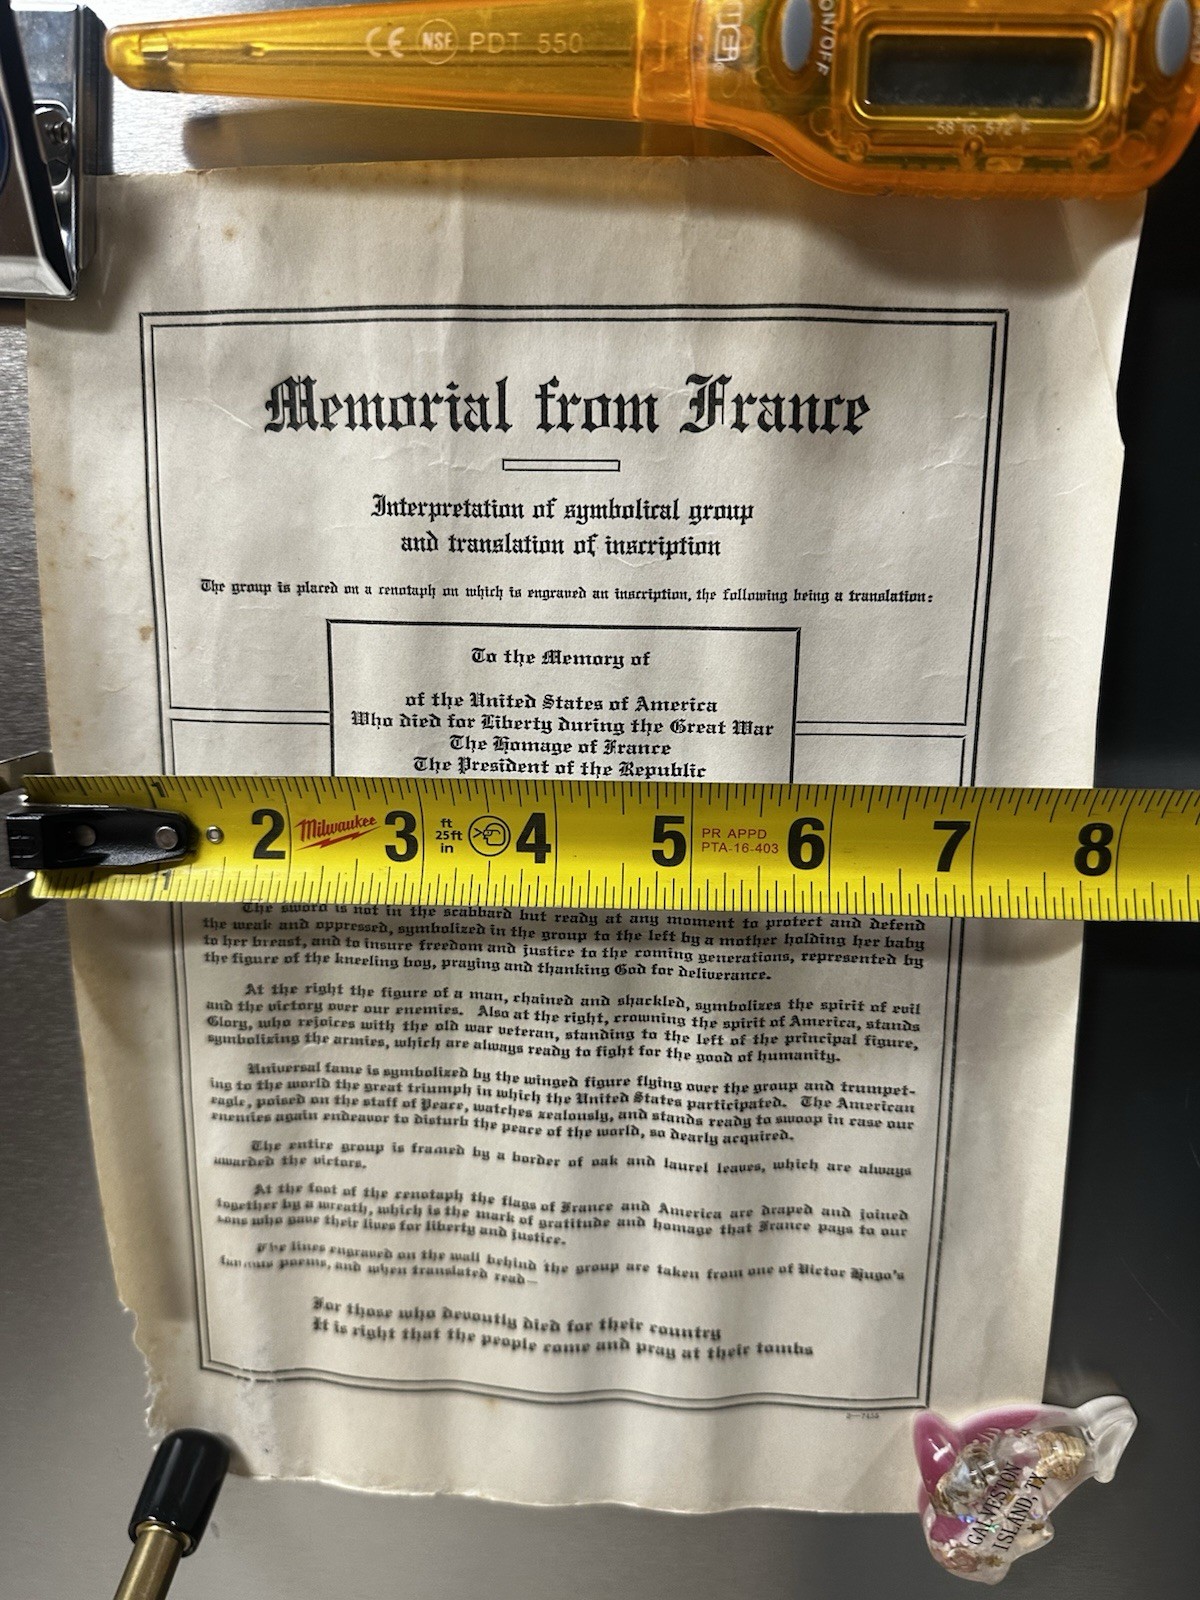 CE NSF PDT 550
ON/OFF
-58° to 572°F
Memorial from France
Interpretation of symbolical group
and translation of inscription
The group is placed on a cenotaph on which is engraved an inscription, the following being a translation:
To the Memory of
of the United States of America
Who died for Liberty during the Great War
The Homage of France
The President of the Republic
1 2 Milwaukee 3 ft 25ft in 4 5 PR APPD PTA-16-403 6 7 8
1
The sword is not in the scabbard but ready at any moment to protect and defend
the weak and oppressed, symbolized in the group to the left by a mother holding her baby
to her breast, and to insure freedom and justice to the coming generations, represented by
the figure of the kneeling boy, praying and thanking God for deliverance.
At the right the figure of a man, chained and shackled, symbolizes the spirit of evil
and the victory over our enemies. Also at the right, crowning the spirit of America, stands
Glory, who rejoices with the old war veteran, standing to the left of the principal figure,
symbolizing the armies, which are always ready to fight for the good of humanity.
Universal fame is symbolized by the winged figure flying over the group and trumpet-
ing to the world the great triumph in which the United States participated. The American
eagle, poised on the staff of Peace, watches zealously, and stands ready to swoop in case our
enemies again endeavor to disturb the peace of the world, so dearly acquired.
The entire group is framed by a border of oak and laurel leaves, which are always
awarded the victors.
At the foot of the cenotaph the flags of France and America are draped and joined
together by a wreath, which is the mark of gratitude and homage that France pays to our
sons who gave their lives for liberty and justice.
The lines engraved on the wall behind the group are taken from one of Victor Hugo's
famous poems, and when translated read—
For those who devoutly died for their country
It is right that the people come and pray at their tombs
GALVESTON
ISLAND, TX